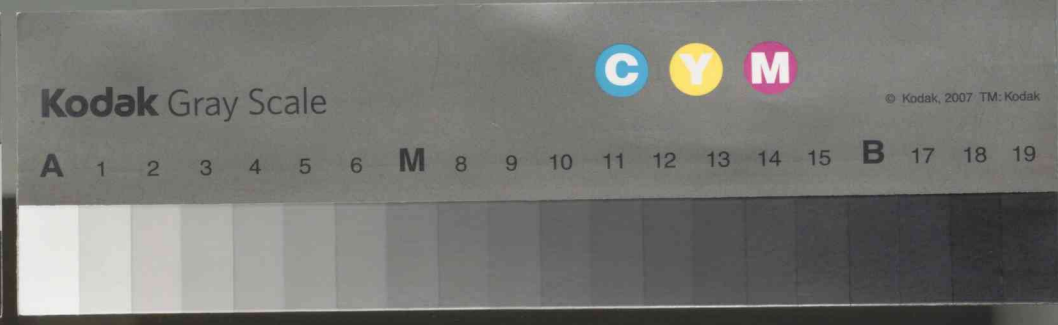 C Y M
Kodak Gray Scale
© Kodak, 2007 TM: Kodak
A 1 2 3 4 5 6 M 8 9 10 11 12 13 14 15 B 17 18 19